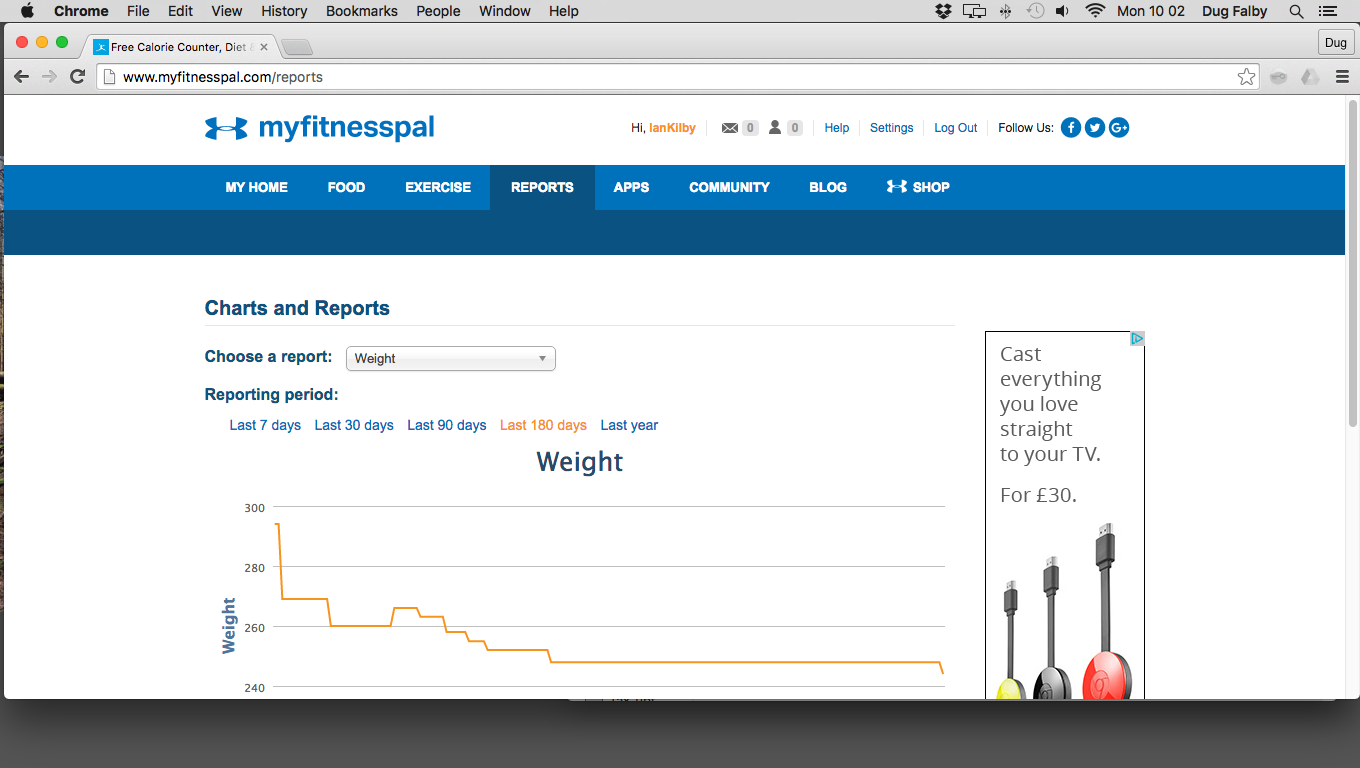 Chrome File Edit View History Bookmarks People Window Help Mon 10 02 Dug Falby
Free Calorie Counter, Diet
Dug
www.myfitnesspal.com/reports
myfitnesspal
Hi, IanKilby 0 0 Help Settings Log Out Follow Us:
MY HOME FOOD EXERCISE REPORTS APPS COMMUNITY BLOG SHOP
Charts and Reports
Choose a report: Weight
Reporting period:
Last 7 days Last 30 days Last 90 days Last 180 days Last year
Weight
300
280
260
240
Weight
Cast
everything
you love
straight
to your TV.
For £30.